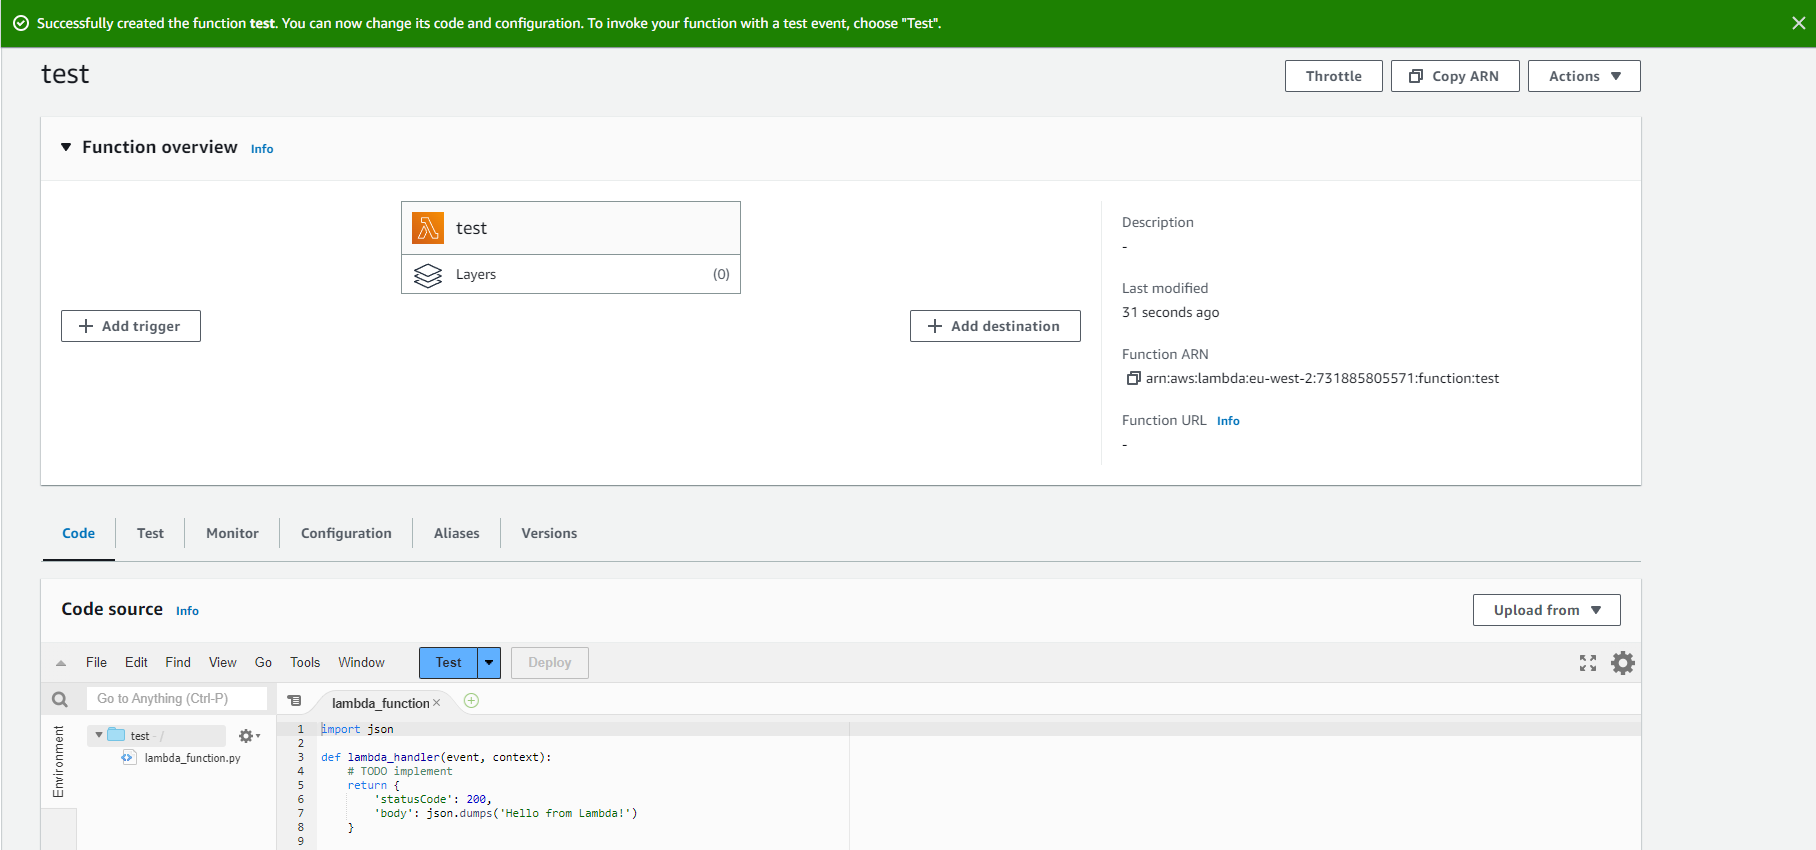 Successfully created the function test. You can now change its code and configuration. To invoke your function with a test event, choose "Test".
test
Throttle
Copy ARN
Actions
Function overview Info
test
Layers (0)
Add trigger
Add destination
Description
-
Last modified
31 seconds ago
Function ARN
arn:aws:lambda:eu-west-2:731885805571:function:test
Function URL Info
-
Code Test Monitor Configuration Aliases Versions
Code source Info
Upload from
File Edit Find View Go Tools Window Test Deploy
Go to Anything (Ctrl-P)
lambda_function
Environment
test - /
lambda_function.py
1 import json
2
3 def lambda_handler(event, context):
4 # TODO implement
5 return {
6 'statusCode': 200,
7 'body': json.dumps('Hello from Lambda!')
8 }
9